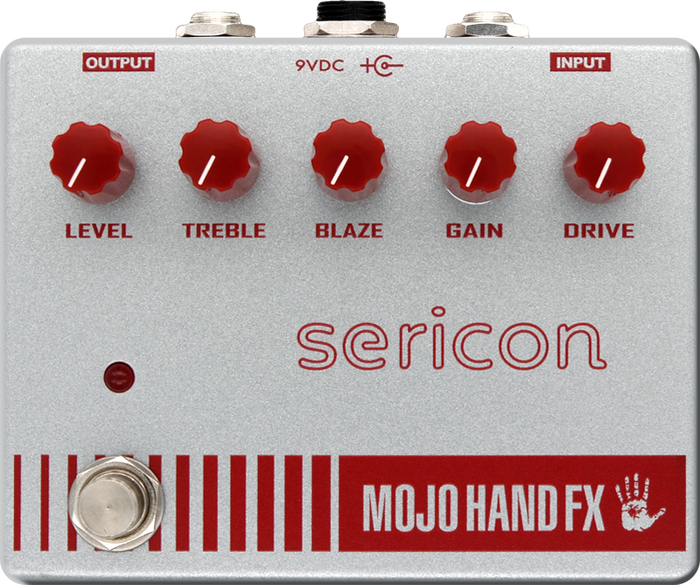 OUTPUT 9VDC INPUT
LEVEL TREBLE BLAZE GAIN DRIVE
sericon
MOJO HAND FX